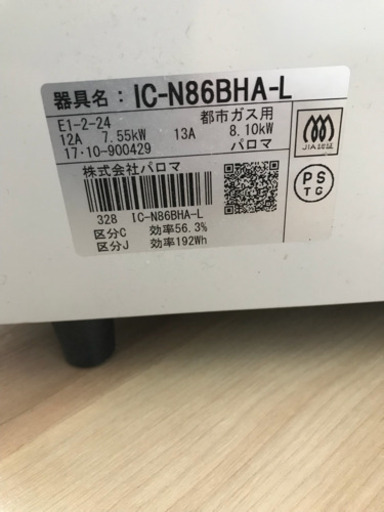 器具名：IC-N86BHA-L
E1-2-24 都市ガス用
12A 7.55kW 13A 8.10kW
17・10-900429 パロマ
株式会社パロマ
328 IC-N86BHA-L
区分C 効率56.3%
区分J 効率192Wh
JIA認証
PS
TG